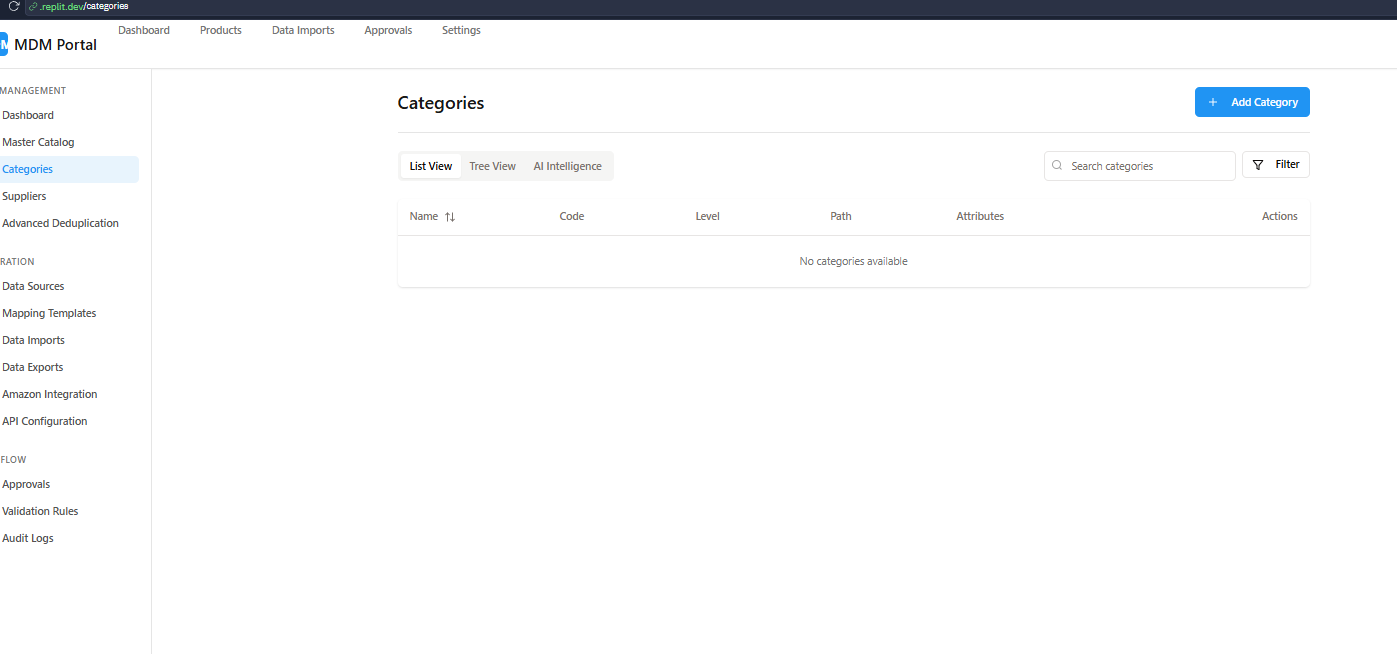 .replit.dev/categories
MDM Portal
Dashboard Products Data Imports Approvals Settings
MANAGEMENT
Dashboard
Master Catalog
Categories
Suppliers
Advanced Deduplication
RATION
Data Sources
Mapping Templates
Data Imports
Data Exports
Amazon Integration
API Configuration
FLOW
Approvals
Validation Rules
Audit Logs
Categories
+ Add Category
List View Tree View AI Intelligence
Search categories
Filter
Name ↑↓ Code Level Path Attributes Actions
No categories available